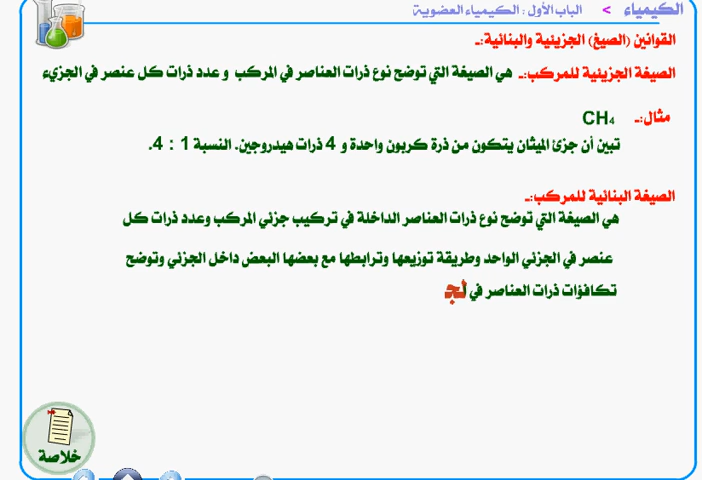 الكيمياء > الباب الأول : الكيمياء العضوية
القوانين (الصيغ) الجزيئية والبنائية:ـ
الصيغة الجزيئية للمركب:ـ هي الصيغة التي توضح نوع ذرات العناصر في المركب و عدد ذرات كل عنصر في الجزيء
مثال:ـ CH4
تبين أن جزئ الميثان يتكون من ذرة كربون واحدة و 4 ذرات هيدروجين. النسبة 1 : 4.
الصيغة البنائية للمركب:ـ
هي الصيغة التي توضح نوع ذرات العناصر الداخلة في تركيب جزئي المركب وعدد ذرات كل
عنصر في الجزئي الواحد وطريقة توزيعها وترابطها مع بعضها البعض داخل الجزئي وتوضح
تكافؤات ذرات العناصر في
خلاصة